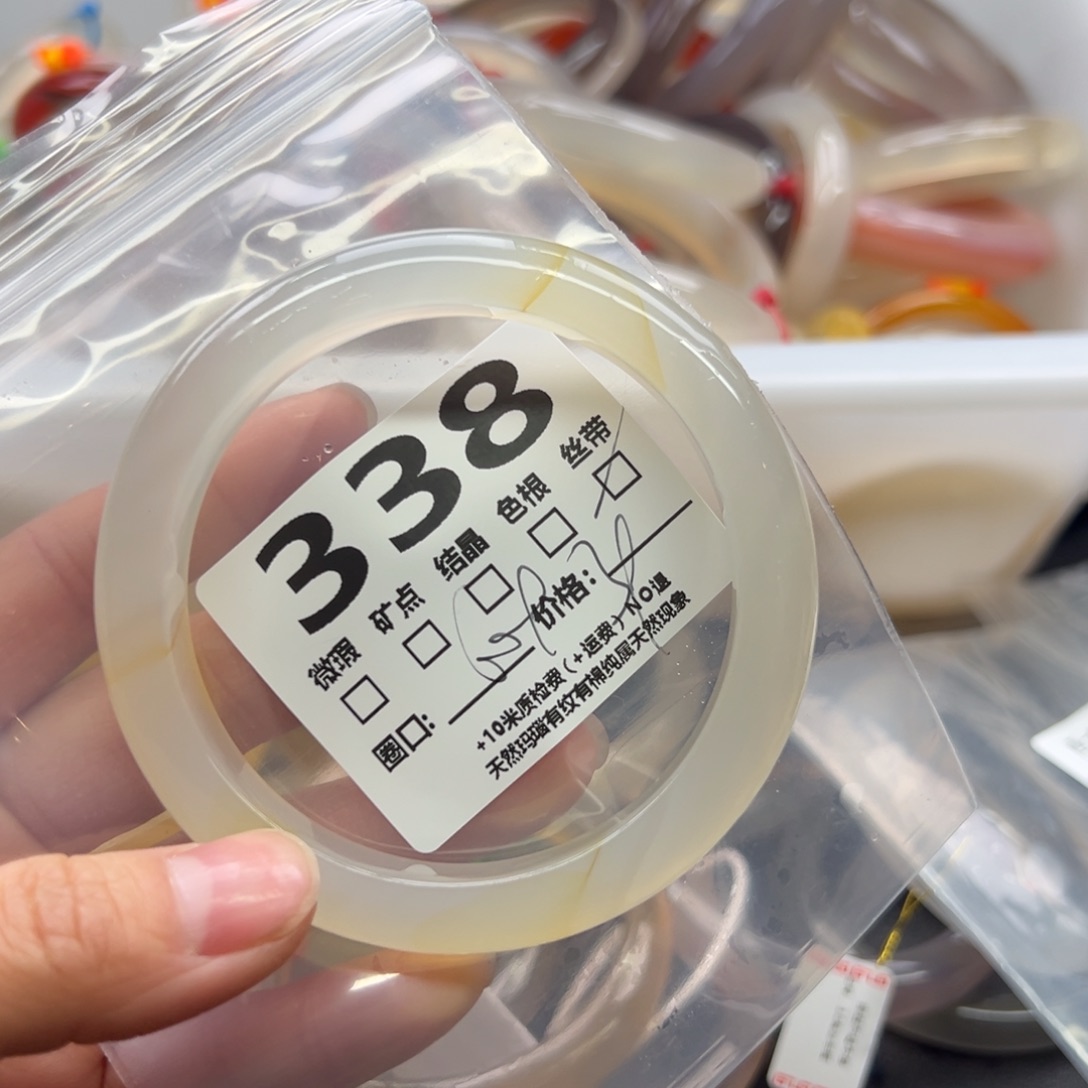 338
微瑕 矿点 结晶 色根 丝带
圈口: 价格:
+10米质检费(+运费)NO退
天然玛瑙有纹有棉纯属天然现象